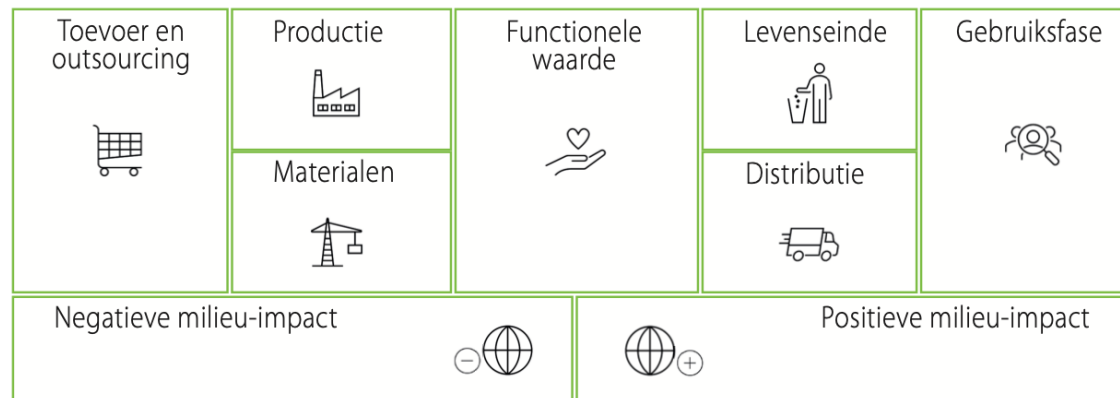 Toevoer en
outsourcing
Productie
Materialen
Functionele
waarde
Levenseinde
Distributie
Gebruiksfase
Negatieve milieu-impact
Positieve milieu-impact